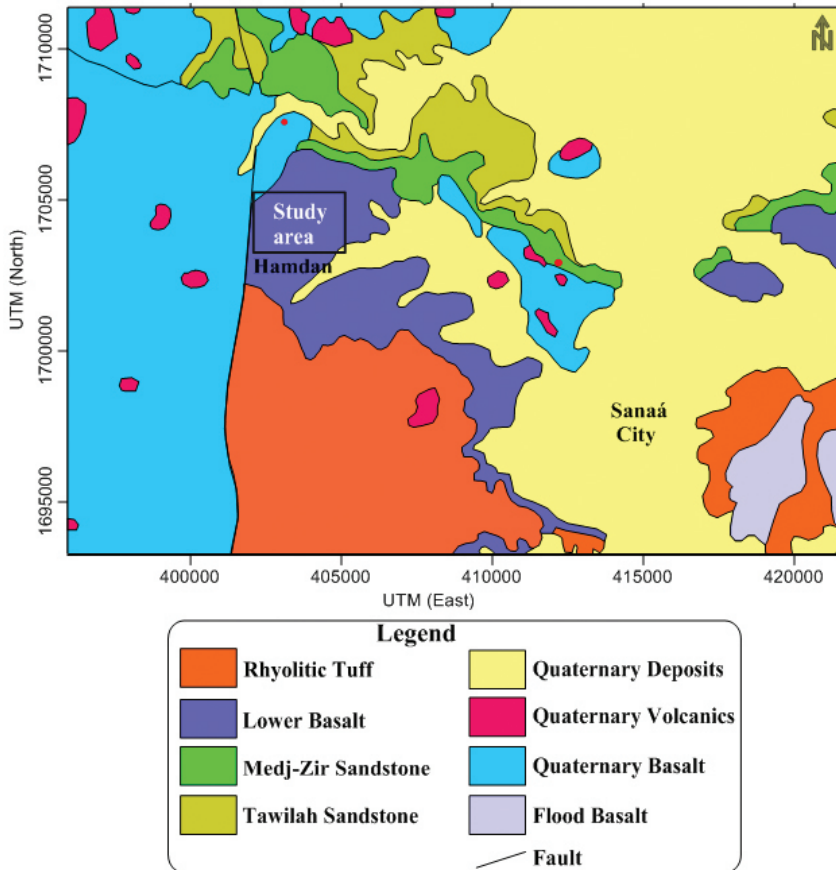 1710000
N
1705000
Study
area
Hamdan
UTM (North)
1700000
Sanaá
City
1695000
400000
405000
410000
415000
420000
UTM (East)
Legend
Rhyolitic Tuff
Quaternary Deposits
Lower Basalt
Quaternary Volcanics
Medj-Zir Sandstone
Quaternary Basalt
Tawilah Sandstone
Flood Basalt
Fault